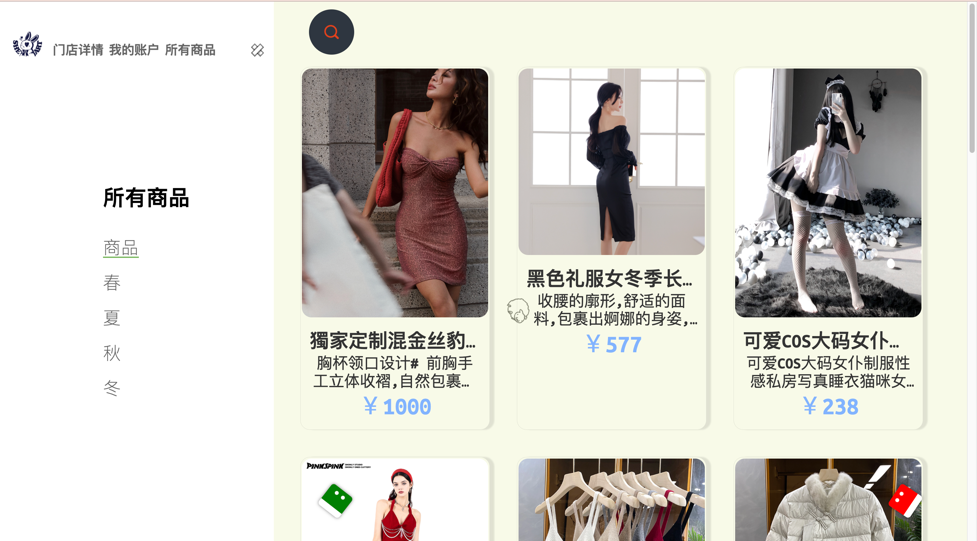 门店详情 我的账户 所有商品
所有商品
商品
春
夏
秋
冬
獨家定制混金丝豹…
胸杯领口设计# 前胸手
工立体收褶,自然包裹…
￥1000
黑色礼服女冬季长…
收腰的廓形,舒适的面
料,包裹出婀娜的身姿,…
￥577
可爱COS大码女仆…
可爱COS大码女仆制服性
感私房写真睡衣猫咪女…
￥238
PINKSPINK